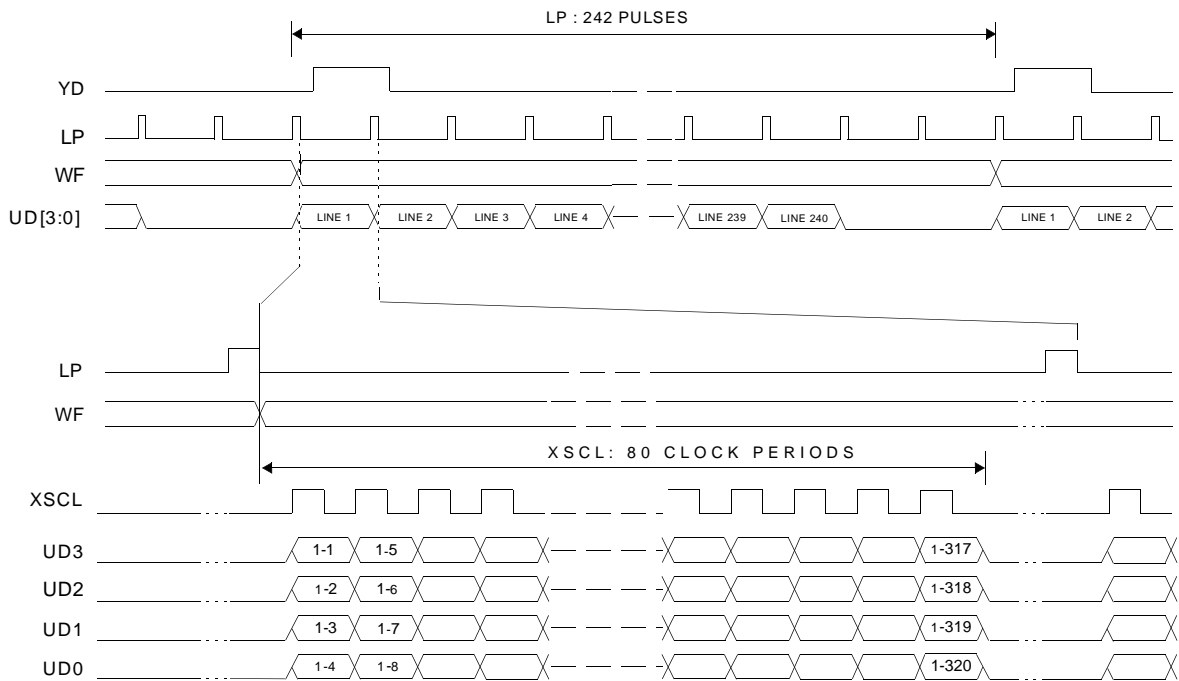 LP : 242 PULSES
YD
LP
WF
UD[3:0] LINE 1 LINE 2 LINE 3 LINE 4 LINE 239 LINE 240 LINE 1 LINE 2
LP
WF
XSCL: 80 CLOCK PERIODS
XSCL
UD3 1-1 1-5 1-317
UD2 1-2 1-6 1-318
UD1 1-3 1-7 1-319
UD0 1-4 1-8 1-320